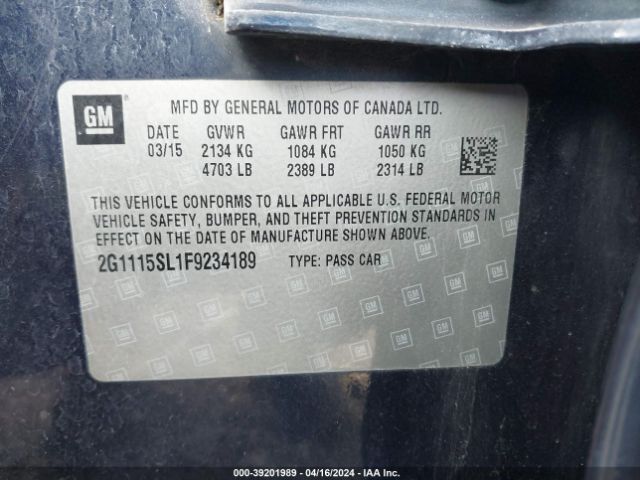 GM
MFD BY GENERAL MOTORS OF CANADA LTD.
DATE GVWR GAWR FRT GAWR RR
03/15 2134 KG 1084 KG 1050 KG
4703 LB 2389 LB 2314 LB
THIS VEHICLE CONFORMS TO ALL APPLICABLE U.S. FEDERAL MOTOR
VEHICLE SAFETY, BUMPER, AND THEFT PREVENTION STANDARDS IN
EFFECT ON THE DATE OF MANUFACTURE SHOWN ABOVE.
2G1115SL1F9234189 TYPE: PASS CAR
000-39201989 - 04/16/2024 - IAA Inc.